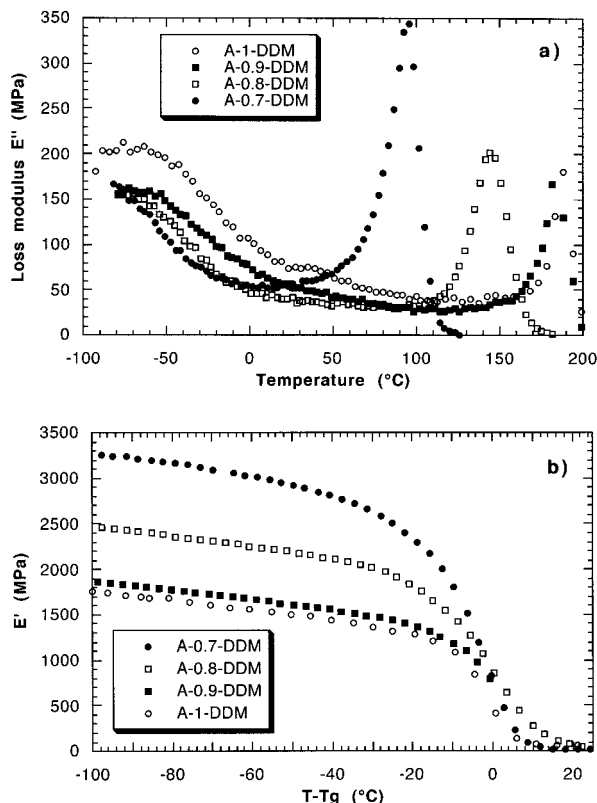 350
300
250
200
150
100
50
0
Loss modulus E" (MPa)
A-1-DDM
A-0.9-DDM
A-0.8-DDM
A-0.7-DDM
a)
-100 -50 0 50 100 150 200
Temperature (°C)
3500
3000
2500
2000
1500
1000
500
0
E' (MPa)
b)
A-0.7-DDM
A-0.8-DDM
A-0.9-DDM
A-1-DDM
-100 -80 -60 -40 -20 0 20
T-Tg (°C)